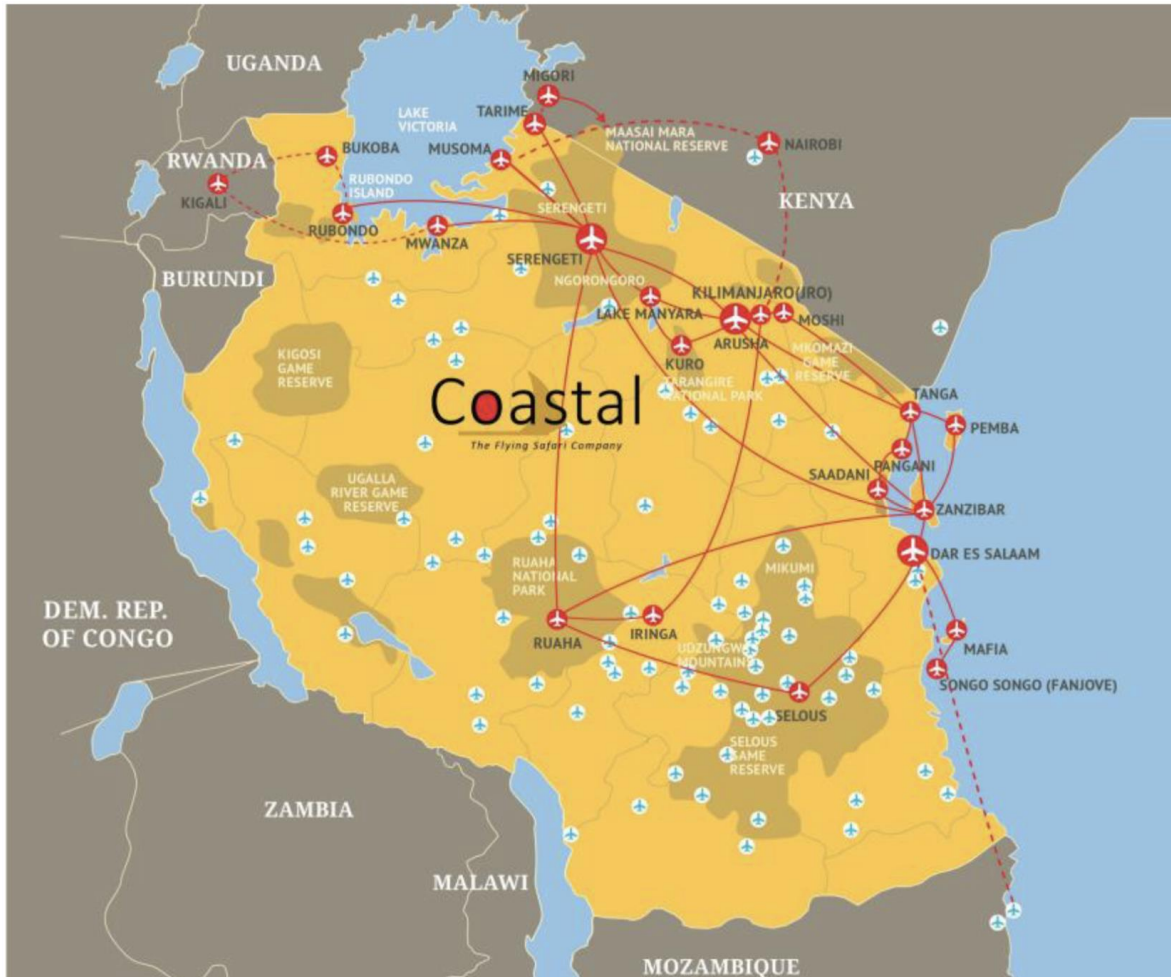 UGANDA
MIGORI
TARIME
LAKE
VICTORIA
MAASAI MARA
NATIONAL RESERVE
NAIROBI
MUSOMA
BUKOBA
RWANDA
KIGALI
RUBONDO
ISLAND
KENYA
SERENGETI
RUBONDO
MWANZA
SERENGETI
BURUNDI
NGORONGORO
KILIMANJARO(JRO)
LAKE MANYARA
MOSHI
ARUSHA
KURO
MKOMAZI
GAME
RESERVE
KIGOSI
GAME
RESERVE
TARANGIRE
NATIONAL PARK
TANGA
PEMBA
Coastal
The Flying Safari Company
PANGANI
SAADANI
UGALLA
RIVER GAME
RESERVE
ZANZIBAR
DAR ES SALAAM
MIKUMI
RUAHA
NATIONAL
PARK
DEM. REP.
OF CONGO
RUAHA
IRINGA
UDZUNGWA
MOUNTAINS
MAFIA
SONGO SONGO (FANJOVE)
SELOUS
SELOUS
GAME
RESERVE
ZAMBIA
MALAWI
MOZAMBIQUE